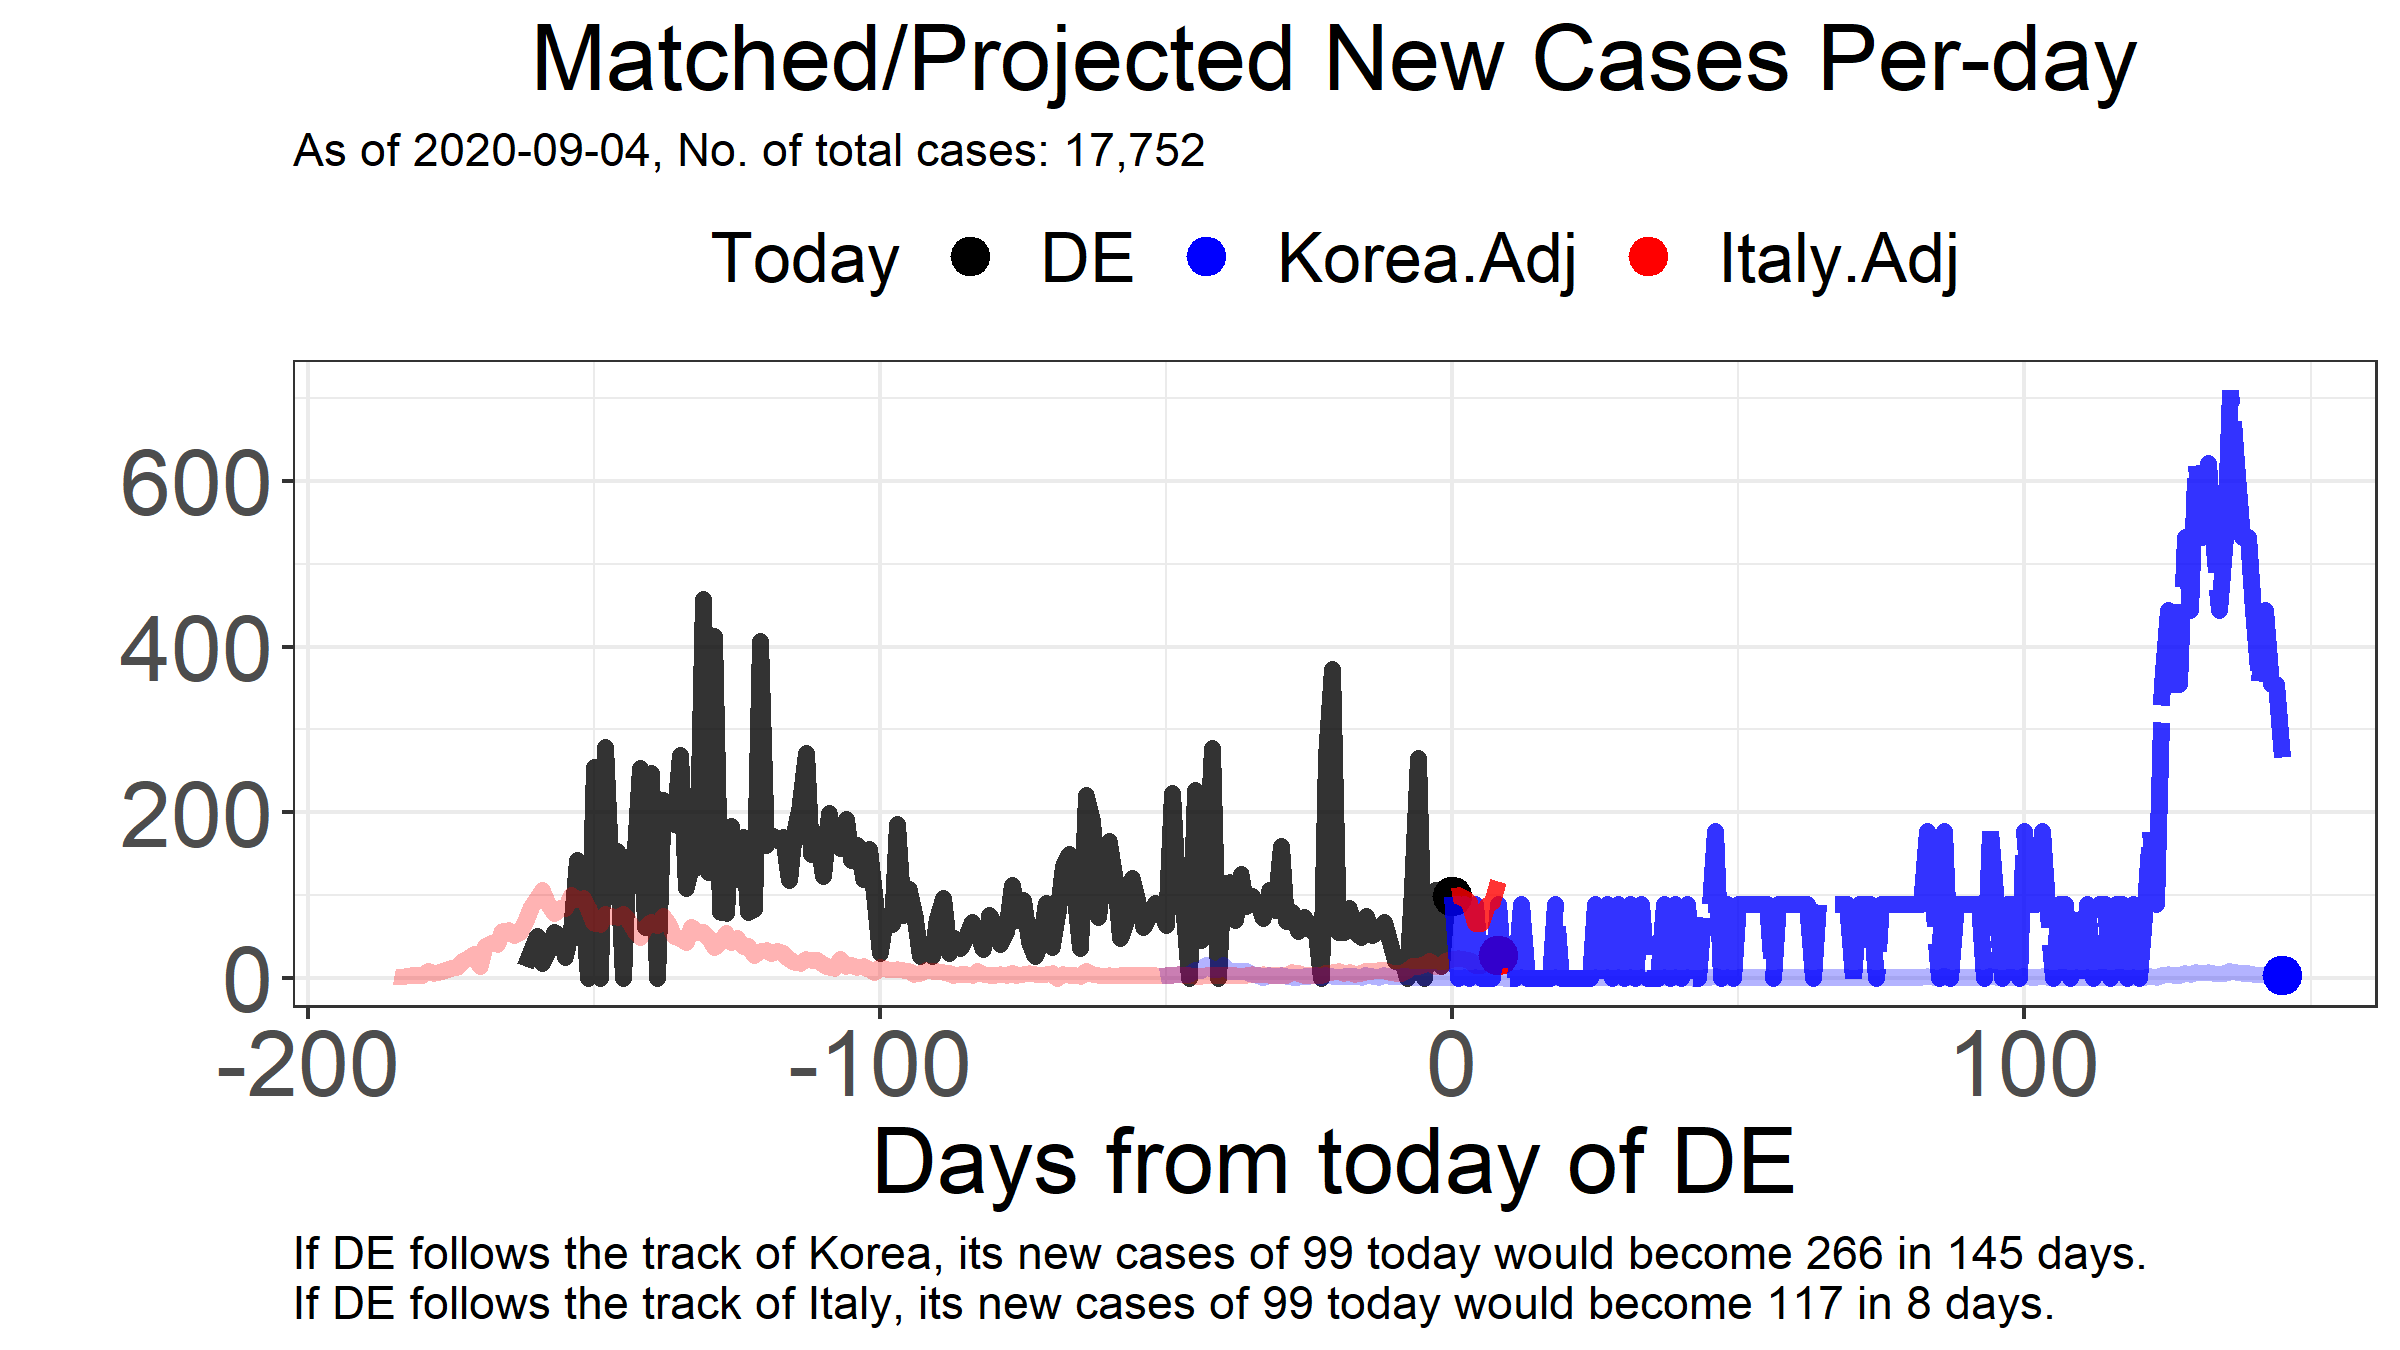 Matched/Projected New Cases Per-day
As of 2020-09-04, No. of total cases: 17,752
Today DE Korea.Adj Italy.Adj
600
400
200
0
-200 -100 0 100
Days from today of DE
If DE follows the track of Korea, its new cases of 99 today would become 266 in 145 days.
If DE follows the track of Italy, its new cases of 99 today would become 117 in 8 days.